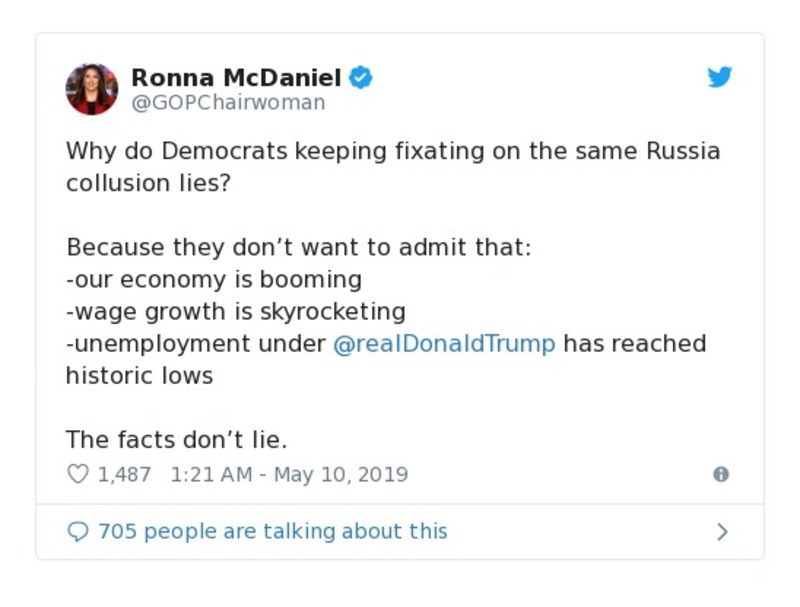 Ronna McDaniel
@GOPChairwoman
Why do Democrats keeping fixating on the same Russia
collusion lies?
Because they don’t want to admit that:
-our economy is booming
-wage growth is skyrocketing
-unemployment under @realDonaldTrump has reached
historic lows
The facts don’t lie.
1,487 1:21 AM - May 10, 2019
705 people are talking about this